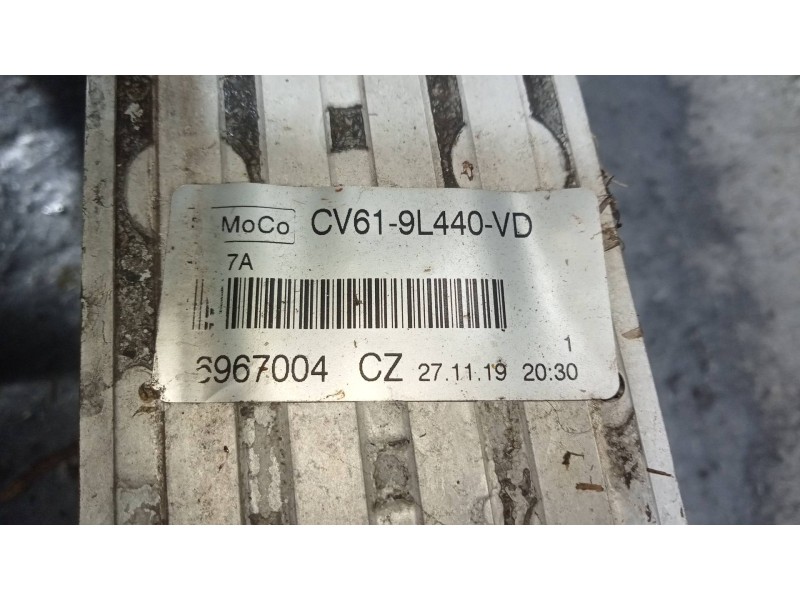 MoCo CV61-9L440-VD
7A
1
6967004 CZ 27.11.19 20:30